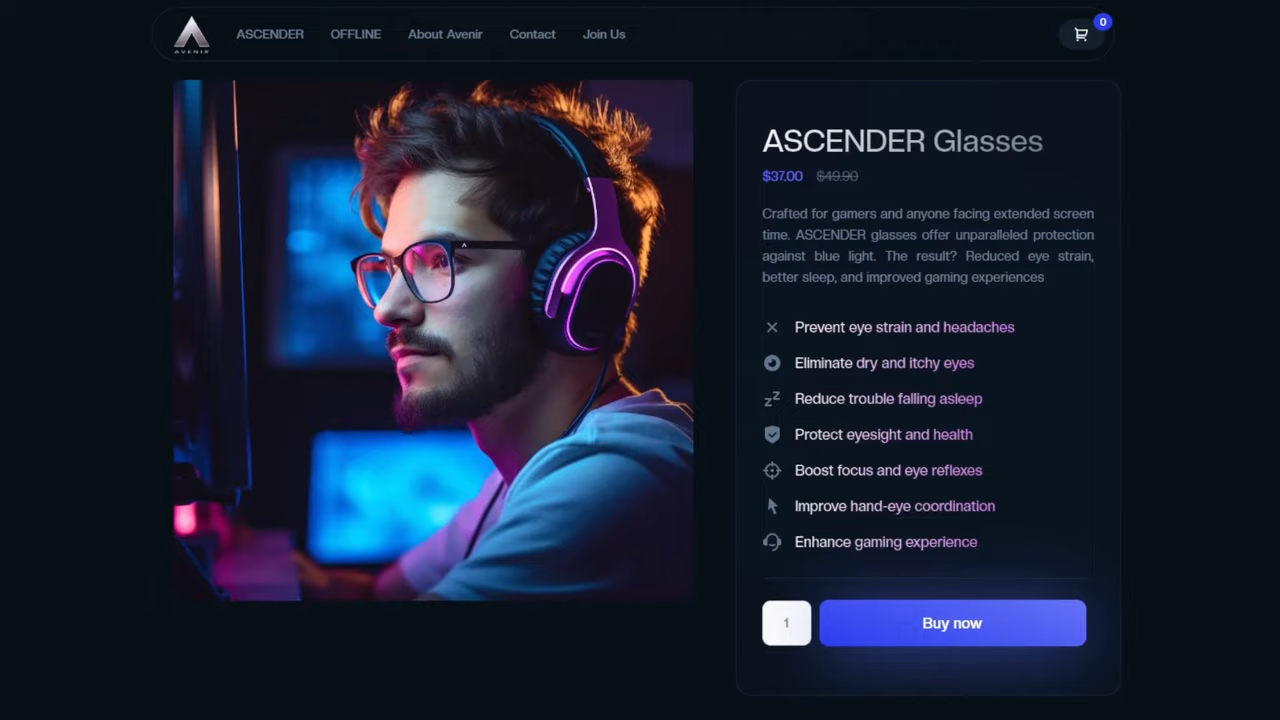 AVENIR
ASCENDER
OFFLINE
About Avenir
Contact
Join Us
0
ASCENDER Glasses
$37.00 $49.90
Crafted for gamers and anyone facing extended screen
time. ASCENDER glasses offer unparalleled protection
against blue light. The result? Reduced eye strain,
better sleep, and improved gaming experiences
Prevent eye strain and headaches
Eliminate dry and itchy eyes
zZ Reduce trouble falling asleep
Protect eyesight and health
Boost focus and eye reflexes
Improve hand-eye coordination
Enhance gaming experience
1
Buy now